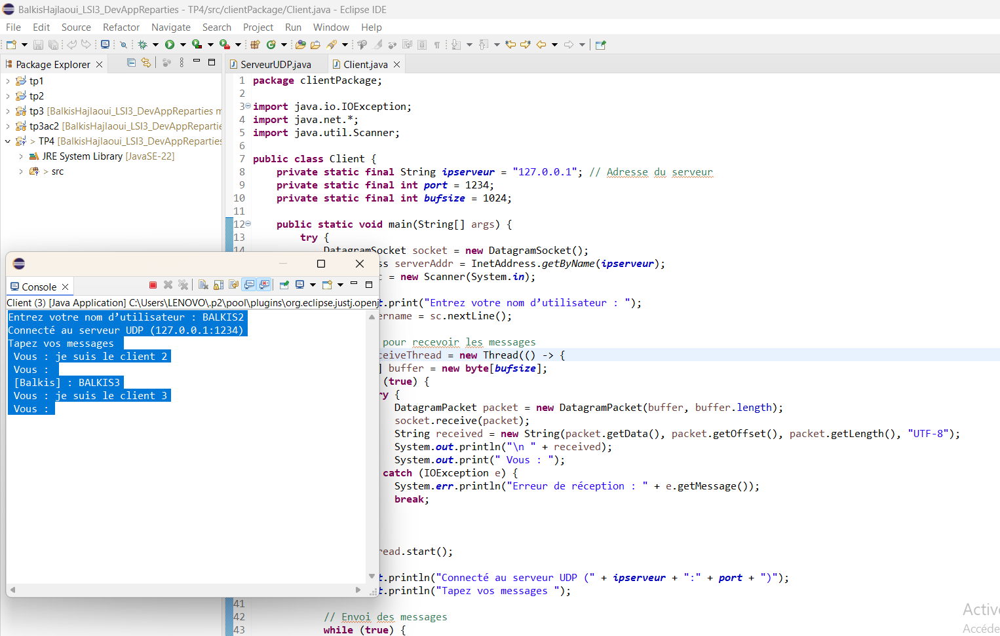 BalkisHajlaoui_LSI3_DevAppReparties - TP4/src/clientPackage/Client.java - Eclipse IDE
File Edit Source Refactor Navigate Search Project Run Window Help
Package Explorer
ServeurUDP.java
Client.java
tp1
tp2
tp3 [BalkisHajlaoui_LSI3_DevAppReparties m
tp3ac2 [BalkisHajlaoui_LSI3_DevAppRepartie
> TP4 [BalkisHajlaoui_LSI3_DevAppReparties
JRE System Library [JavaSE-22]
> src
1 package clientPackage;
2
3 import java.io.IOException;
4 import java.net.*;
5 import java.util.Scanner;
6
7 public class Client {
8 private static final String ipserveur = "127.0.0.1"; // Adresse du serveur
9 private static final int port = 1234;
10 private static final int bufsize = 1024;
11
12 public static void main(String[] args) {
13 try {
14 DatagramSocket socket = new DatagramSocket();
ss serverAddr = InetAddress.getByName(ipserveur);
c = new Scanner(System.in);
t.print("Entrez votre nom d’utilisateur : ");
ername = sc.nextLine();
pour recevoir les messages
ceiveThread = new Thread(() -> {
] buffer = new byte[bufsize];
(true) {
ry {
DatagramPacket packet = new DatagramPacket(buffer, buffer.length);
socket.receive(packet);
String received = new String(packet.getData(), packet.getOffset(), packet.getLength(), "UTF-8");
System.out.println("\n " + received);
System.out.print(" Vous : ");
catch (IOException e) {
System.err.println("Erreur de réception : " + e.getMessage());
break;
read.start();
t.println("Connecté au serveur UDP (" + ipserveur + ":" + port + ")");
t.println("Tapez vos messages ");
41
42 // Envoi des messages
43 while (true) {
Console
Client (3) [Java Application] C:\Users\LENOVO\.p2\pool\plugins\org.eclipse.justj.openj
Entrez votre nom d’utilisateur : BALKIS2
Connecté au serveur UDP (127.0.0.1:1234)
Tapez vos messages
Vous : je suis le client 2
Vous :
[Balkis] : BALKIS3
Vous : je suis le client 3
Vous :
Active
Accéde